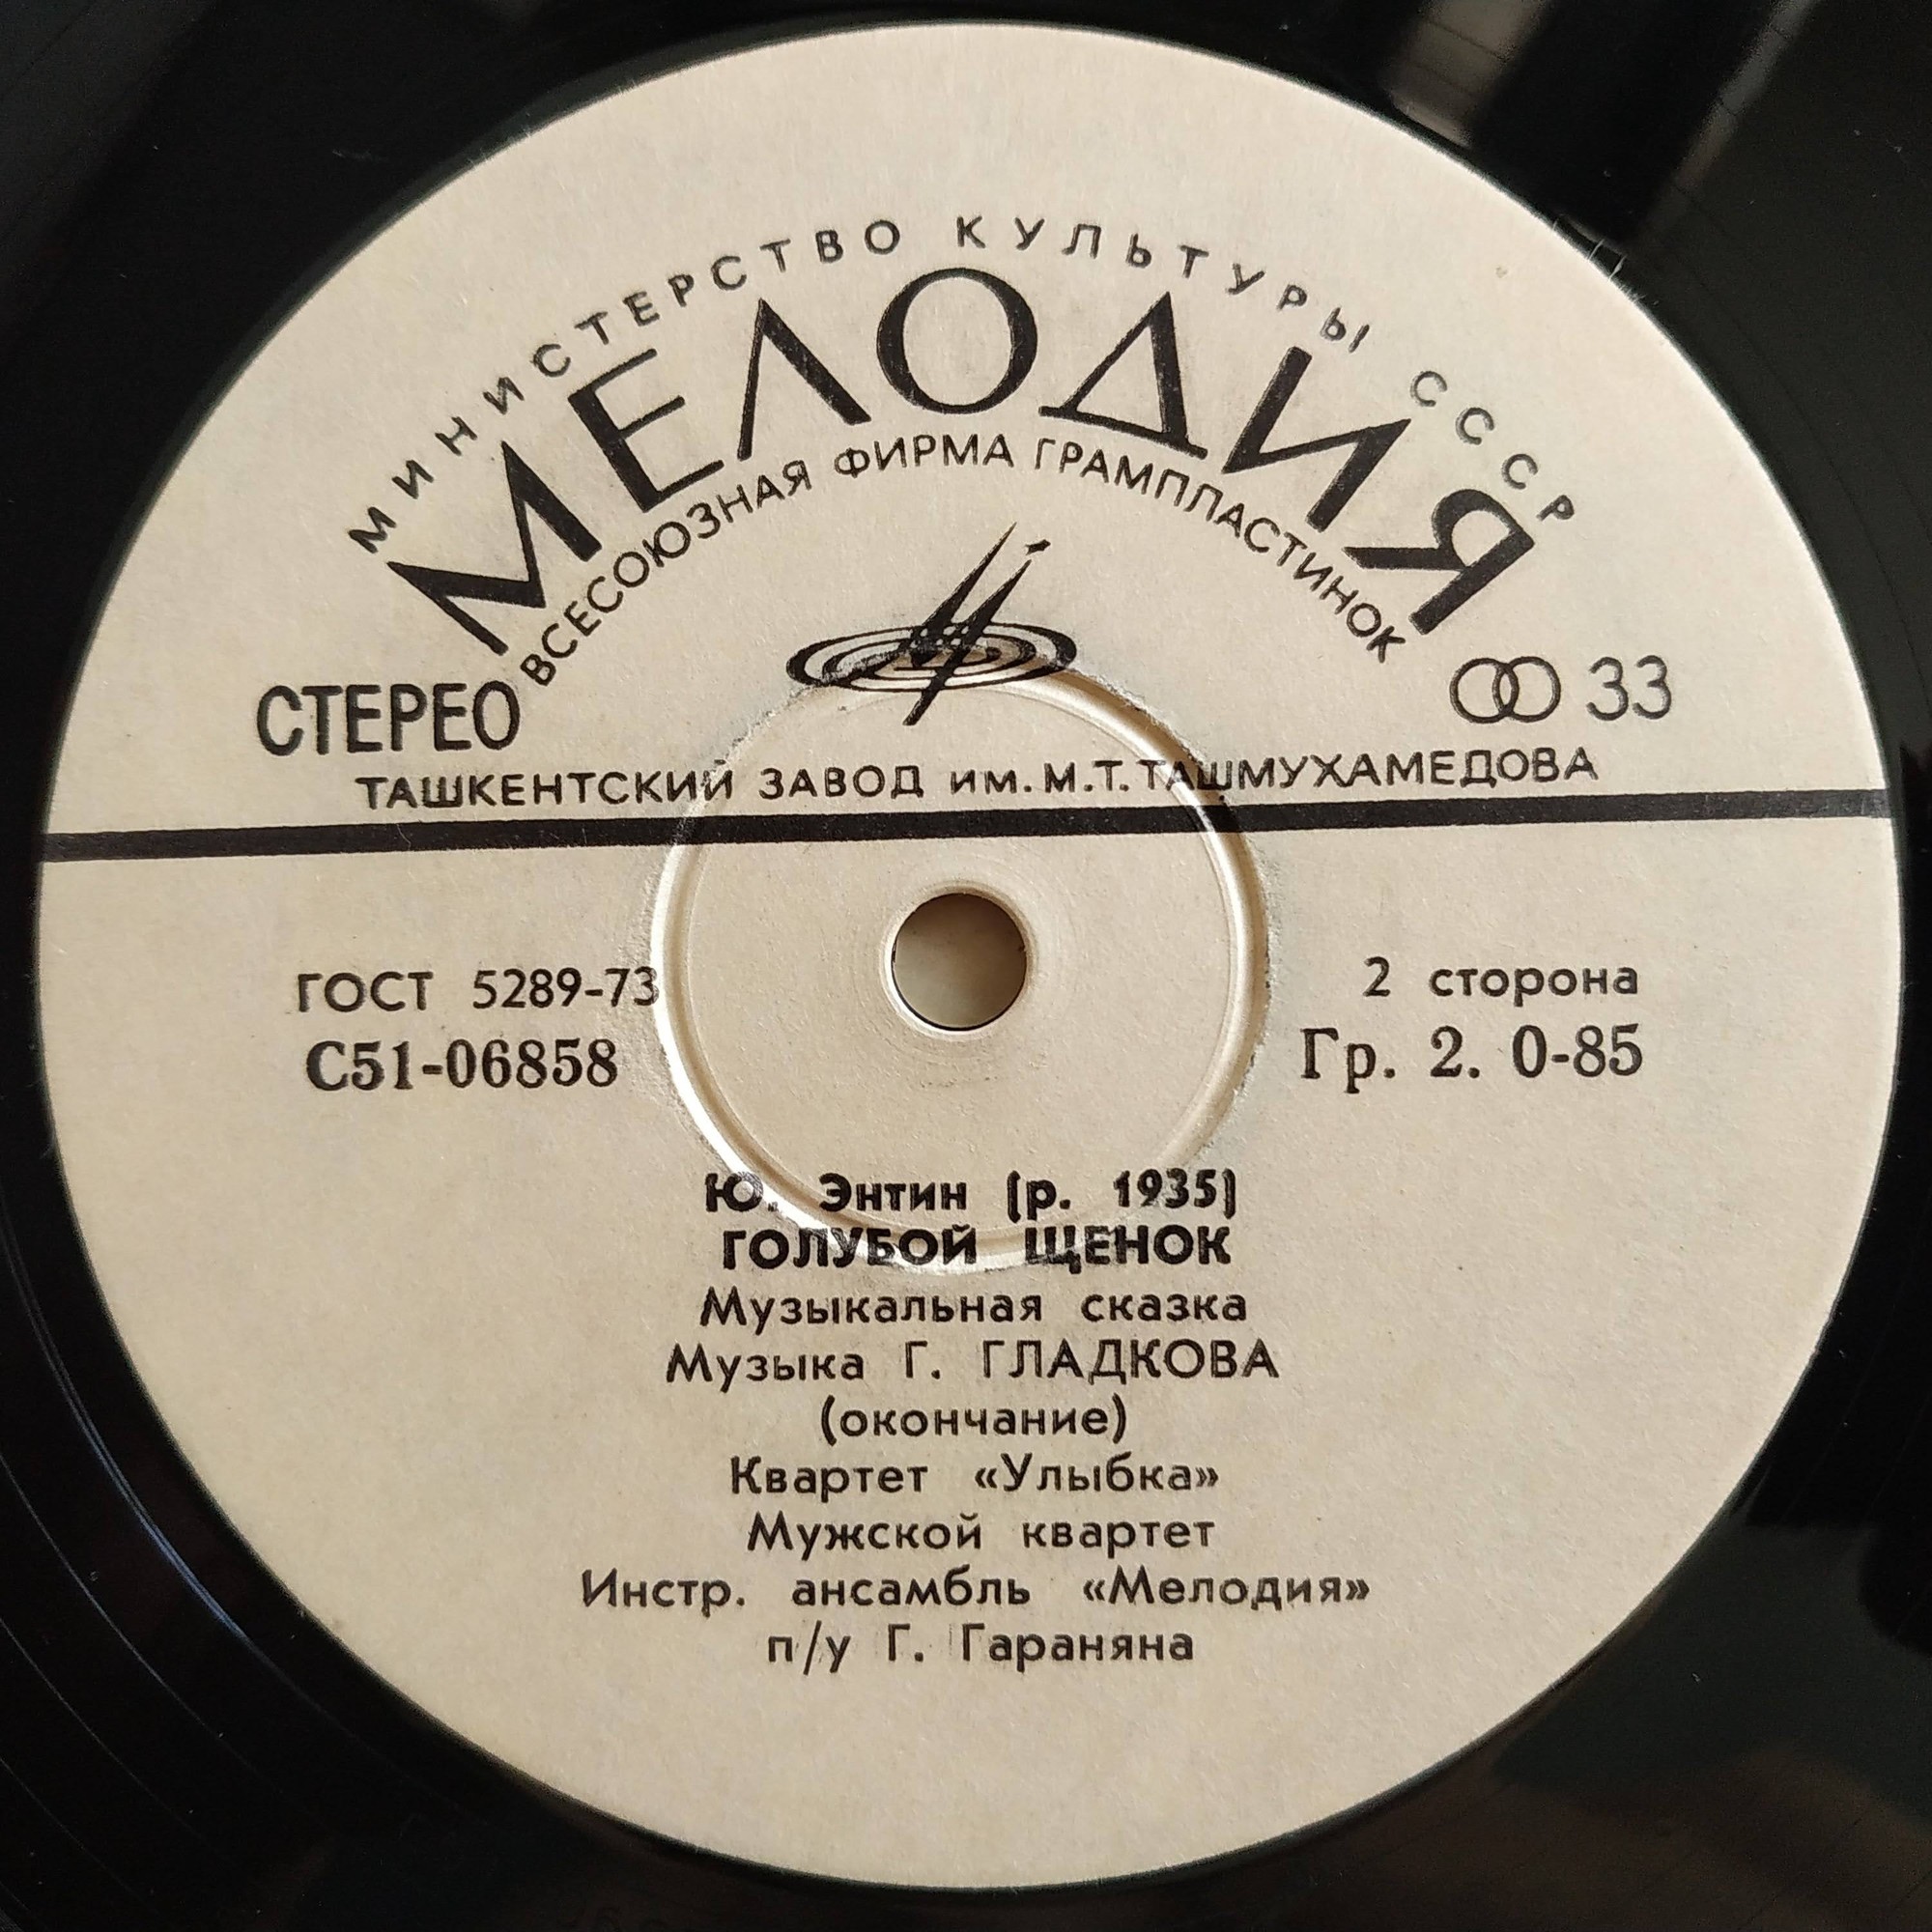 МИНИСТЕРСТВО КУЛЬТУРЫ СССР
МЕЛОДИЯ
ВСЕСОЮЗНАЯ ФИРМА ГРАМПЛАСТИНОК
СТЕРЕО
33
ТАШКЕНТСКИЙ ЗАВОД им. М.Т. ТАШМУХАМЕДОВА
ГОСТ 5289-73
2 сторона
С51-06858
Гр. 2. 0-85
Ю. Энтин (р. 1935)
ГОЛУБОЙ ЩЕНОК
Музыкальная сказка
Музыка Г. ГЛАДКОВА
(окончание)
Квартет «Улыбка»
Мужской квартет
Инстр. ансамбль «Мелодия»
п/у Г. Гараняна